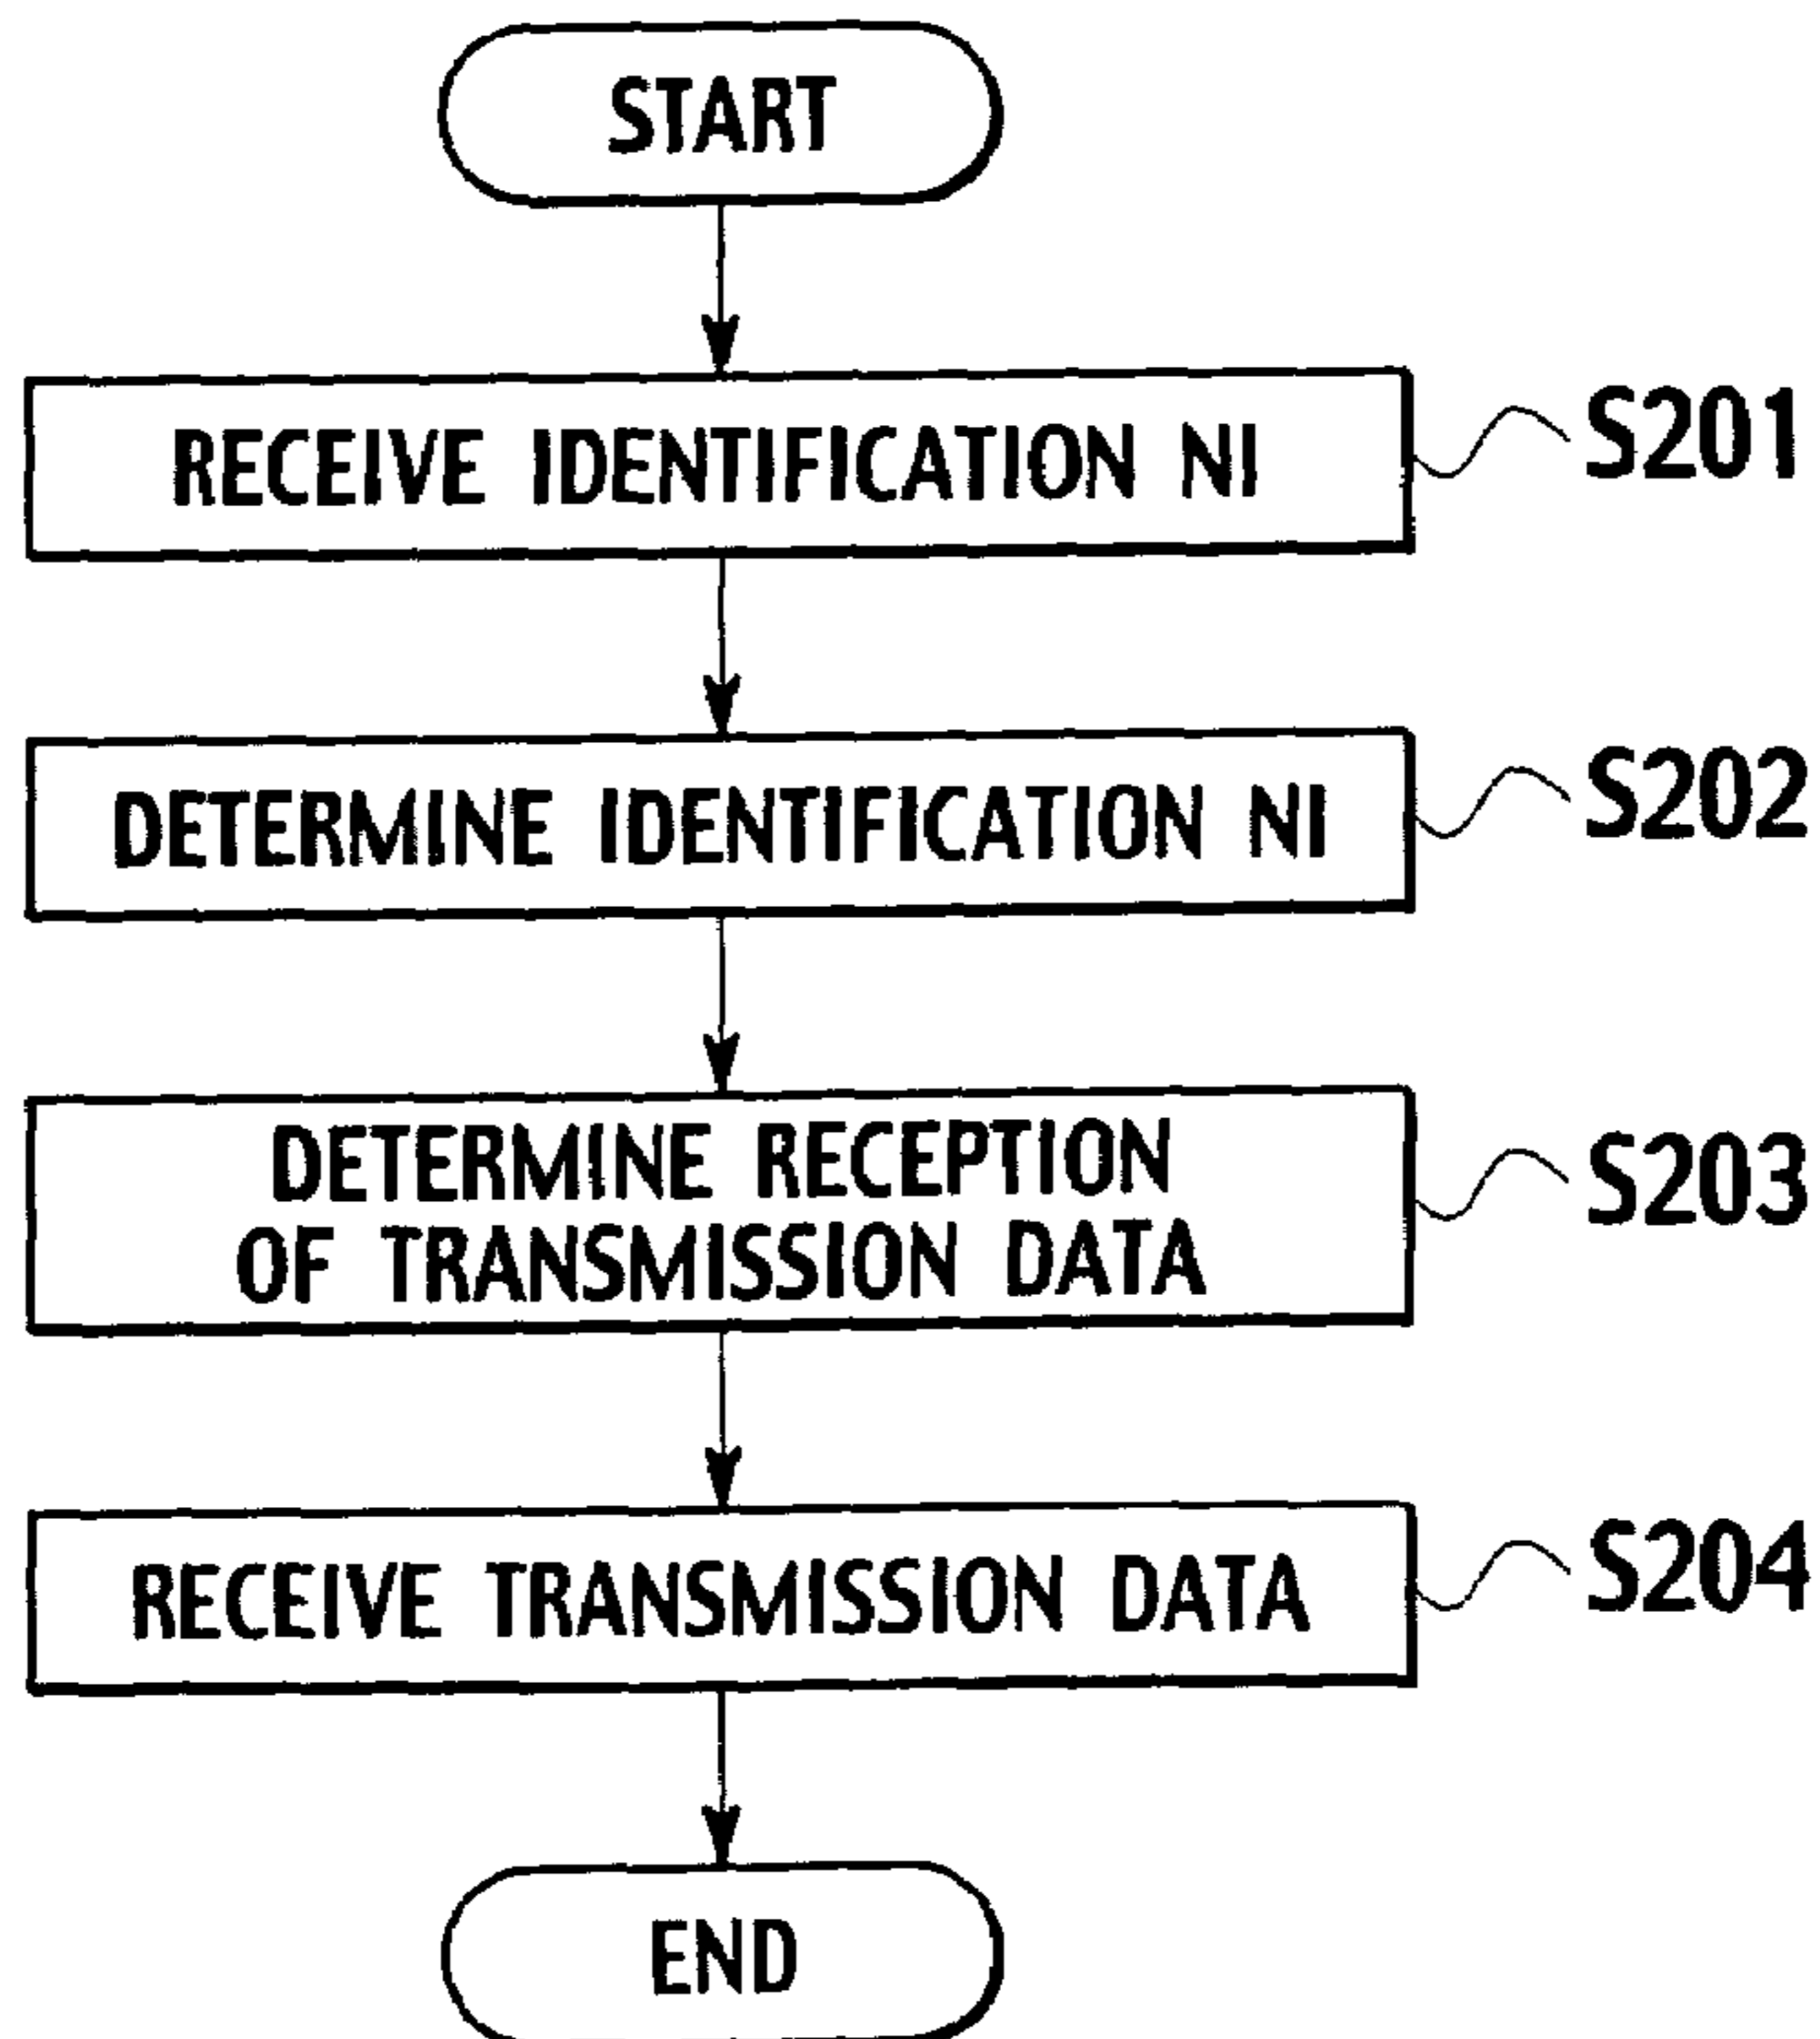 START
RECEIVE IDENTIFICATION NI
S201
DETERMINE IDENTIFICATION NI
S202
DETERMINE RECEPTION
OF TRANSMISSION DATA
S203
RECEIVE TRANSMISSION DATA
S204
END